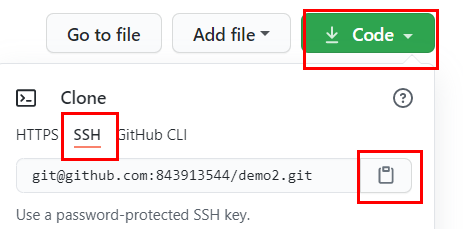 Go to file Add file Code
Clone
HTTPS SSH GitHub CLI
git@github.com:843913544/demo2.git
Use a password-protected SSH key.